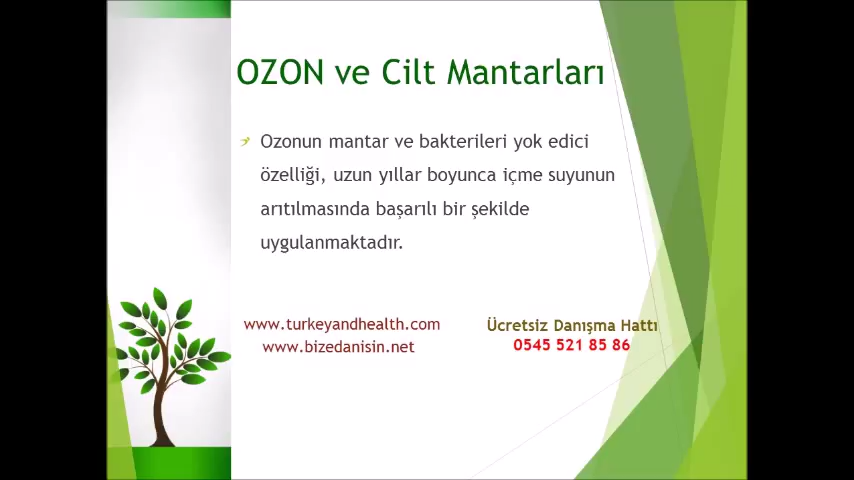 OZON ve Cilt Mantarları
Ozonun mantar ve bakterileri yok edici
özelliği, uzun yıllar boyunca içme suyunun
arıtılmasında başarılı bir şekilde
uygulanmaktadır.
www.turkeyandhealth.com
www.bizedanisin.net
Ücretsiz Danışma Hattı
0545 521 85 86